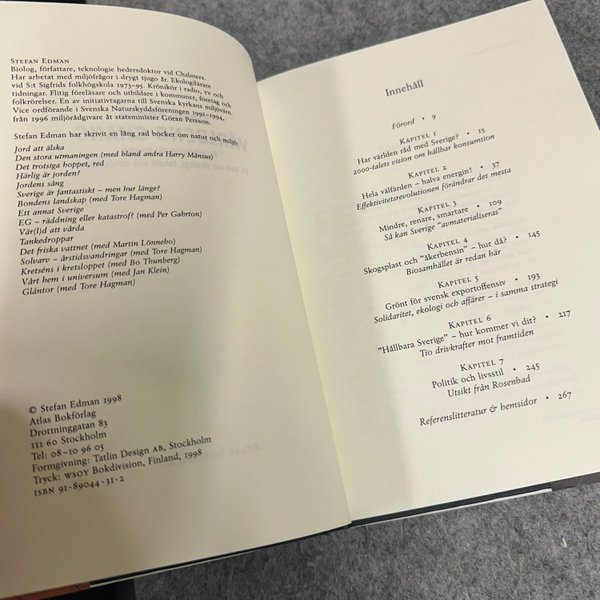 STEFAN EDMAN
Biolog, författare, teknologie hedersdoktor vid Chalmers.
Har arbetat med miljöfrågor i drygt tjugo år. Ekologilärare
vid S:t Sigfrids folkhögskola 1973–95. Krönikör i radio, TV och
tidningar. Flitig föreläsare och utbildare i kommuner, företag och
folkrörelser. En av initiativtagarna till Svenska kyrkans miljövärn.
Vice ordförande i Svenska Naturskyddsföreningen 1991–1994,
från 1996 miljörådgivare åt statsminister Göran Persson.
Stefan Edman har skrivit en lång rad böcker om natur och miljö:
Jord att älska
Den stora utmaningen (med bland andra Harry Månsus)
Det trotsiga hoppet, red
Härlig är jorden?
Jordens sång
Sverige är fantastiskt – men hur länge?
Bondens landskap (med Tore Hagman)
Ett annat Sverige
EG – räddning eller katastrof? (med Per Gahrton)
Vår(l)d att vårda
Tankedroppar
Det friska vattnet (med Martin Lönnebo)
Solvarv – årstidsvandringar (med Tore Hagman)
Kretséns i kretsloppet (med Bo Thunberg)
Vårt hem i universum (med Jan Klein)
Gläntor (med Tore Hagman)
© Stefan Edman 1998
Atlas Bokförlag
Drottninggatan 83
111 60 Stockholm
Tel: 08-10 96 05
Formgivning: Tatlin Design AB, Stockholm
Tryck: WSOY Bokdivision, Finland, 1998
ISBN 91-89044-31-2
Innehåll
Förord • 9
KAPITEL 1
Har världen råd med Sverige? • 13
2000-talets vision om hållbar konsumtion
KAPITEL 2
Hela välfärden – halva energin! • 37
Effektivitetsrevolutionen förändrar det mesta
KAPITEL 3
Mindre, renare, smartare • 109
Så kan Sverige "avmaterialiseras"
KAPITEL 4
Skogsplast och "åkerbensin" – hur då? • 145
Biosamhället är redan här
KAPITEL 5
Grönt för svensk exportoffensiv • 193
Solidaritet, ekologi och affärer – i samma strategi
KAPITEL 6
"Hållbara Sverige" – hur kommer vi dit? • 217
Tio drivkrafter mot framtiden
KAPITEL 7
Politik och livsstil • 245
Utsikt från Rosenbad
Referenslitteratur & hemsidor • 267